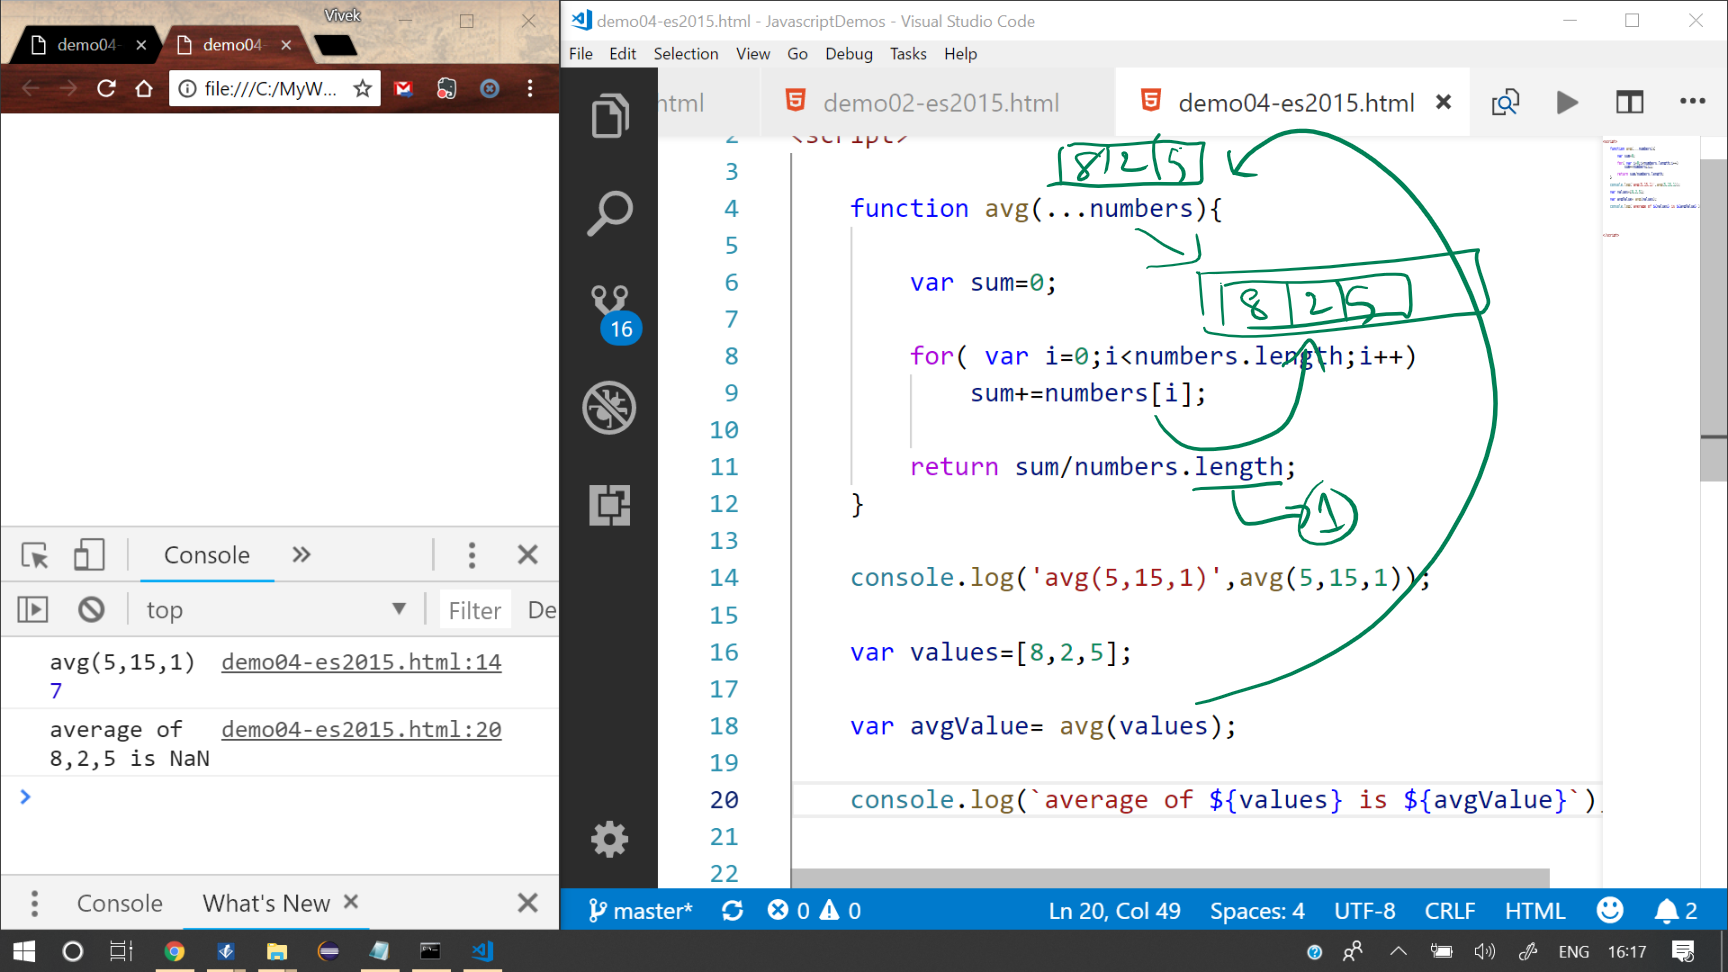 Vivek
demo04-
demo04-
file:///C:/MyW...
demo04-es2015.html - JavascriptDemos - Visual Studio Code
File Edit Selection View Go Debug Tasks Help
html demo02-es2015.html demo04-es2015.html
16
2 <script>
8 2 5
3
4 function avg(...numbers){
5
6 var sum=0;
8 2 5
7
8 for( var i=0;i<numbers.length;i++)
9 sum+=numbers[i];
10
11 return sum/numbers.length;
1
12 }
13
14 console.log('avg(5,15,1)',avg(5,15,1));
15
16 var values=[8,2,5];
17
18 var avgValue= avg(values);
19
20 console.log(`average of ${values} is ${avgValue}`)
21
22
Console
top Filter De
avg(5,15,1) demo04-es2015.html:14
7
average of demo04-es2015.html:20
8,2,5 is NaN
Console What's New
master* 0 0 Ln 20, Col 49 Spaces: 4 UTF-8 CRLF HTML 2
ENG 16:17